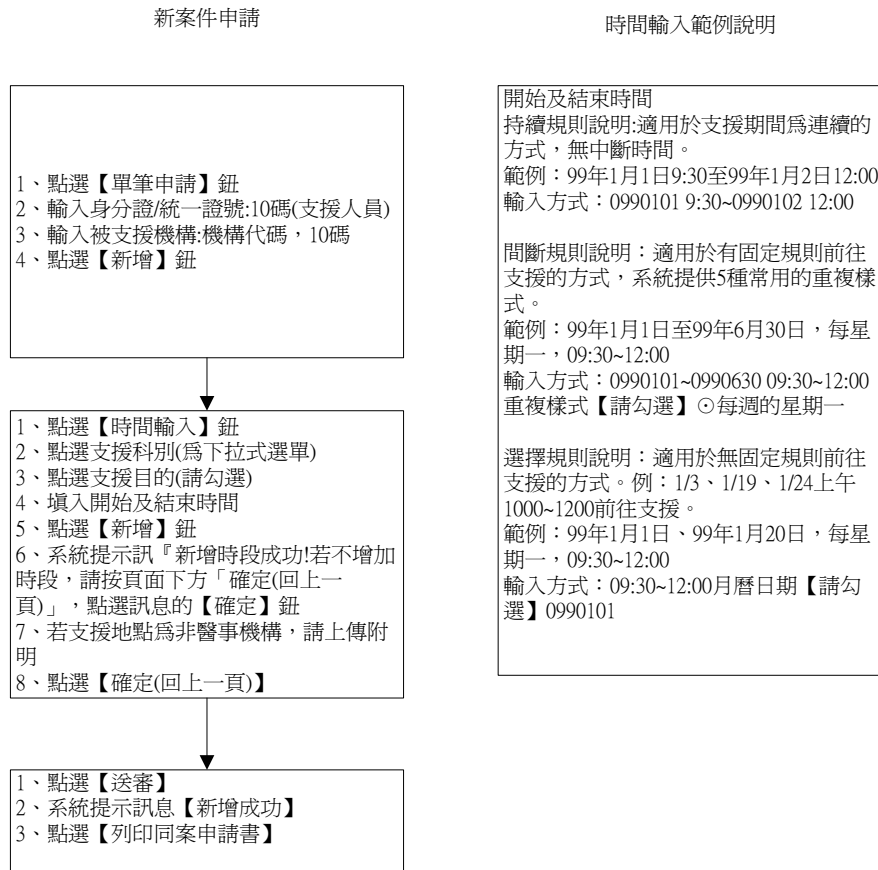 新案件申請
1、點選【單筆申請】鈕
2、輸入身分證/統一證號:10碼(支援人員)
3、輸入被支援機構:機構代碼，10碼
4、點選【新增】鈕
1、點選【時間輸入】鈕
2、點選支援科別(為下拉式選單)
3、點選支援目的(請勾選)
4、填入開始及結束時間
5、點選【新增】鈕
6、系統提示訊『新增時段成功!若不增加
時段，請按頁面下方「確定(回上一
頁)」，點選訊息的【確定】鈕
7、若支援地點為非醫事機構，請上傳附
明
8、點選【確定(回上一頁)】
1、點選【送審】
2、系統提示訊息【新增成功】
3、點選【列印同案申請書】
時間輸入範例說明
開始及結束時間
持續規則說明:適用於支援期間為連續的
方式，無中斷時間。
範例：99年1月1日9:30至99年1月2日12:00
輸入方式：0990101 9:30~0990102 12:00
間斷規則說明：適用於有固定規則前往
支援的方式，系統提供5種常用的重複樣
式。
範例：99年1月1日至99年6月30日，每星
期一，09:30~12:00
輸入方式：0990101~0990630 09:30~12:00
重複樣式【請勾選】⊙每週的星期一
選擇規則說明：適用於無固定規則前往
支援的方式。例：1/3、1/19、1/24上午
1000~1200前往支援。
範例：99年1月1日、99年1月20日，每星
期一，09:30~12:00
輸入方式：09:30~12:00月曆日期【請勾
選】0990101